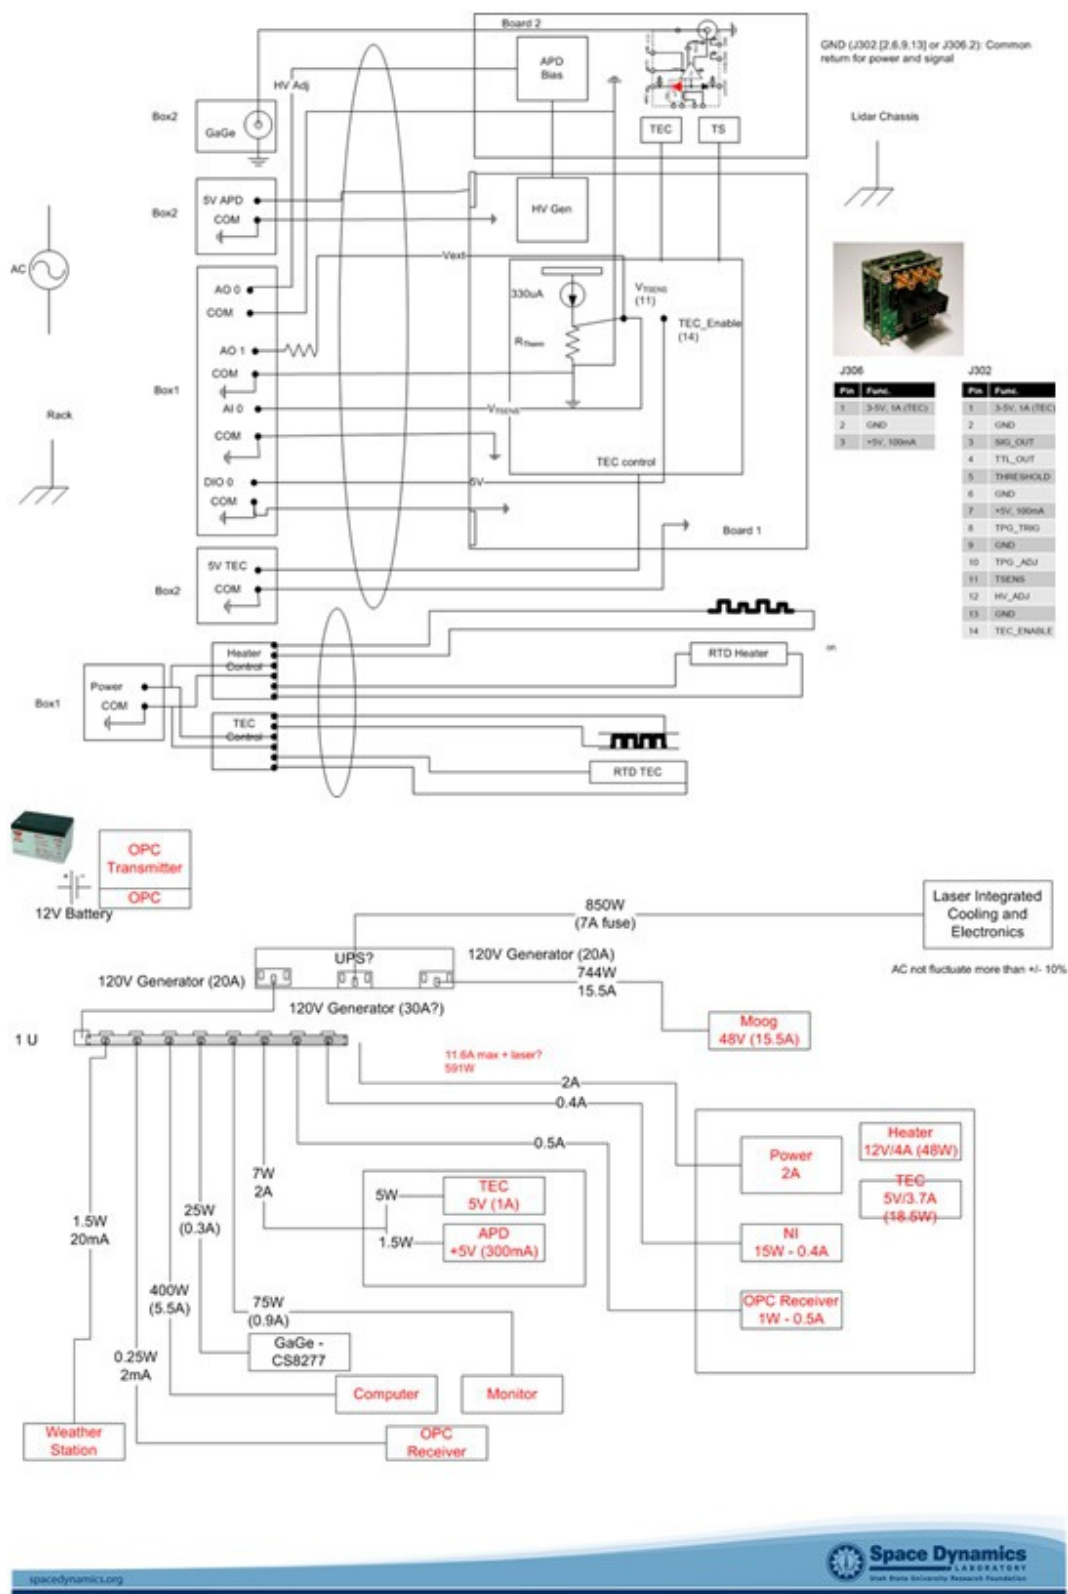 Board 2
GND (J302.[2,6,9,13] or J306.2): Common
return for power and signal
APD
Bias
HV Adj
Box2
GaGe
TEC
TS
Lidar Chassis
Box2
5V APD
COM
HV Gen
AC
Vext
AO 0
COM
330uA
VTSENS
(11)
TEC_Enable
(14)
AO 1
RTherm
COM
Box1
AI 0
VTSENS
Rack
COM
TEC control
DIO 0
5V
COM
Board 1
J306
Pin Func.
1 3-5V, 1A (TEC)
2 GND
3 +5V, 100mA
J302
Pin Func.
1 3-5V, 1A (TEC)
2 GND
3 SIG_OUT
4 TTL_OUT
5 THRESHOLD
6 GND
7 +5V, 100mA
8 TPG_TRIG
9 GND
10 TPG _ADJ
11 TSENS
12 HV_ADJ
13 GND
14 TEC_ENABLE
5V TEC
Box2
COM
Heater
Control
RTD Heater
on
Power
Box1
COM
TEC
Control
RTD TEC
OPC
Transmitter
OPC
+ -
12V Battery
850W
(7A fuse)
Laser Integrated
Cooling and
Electronics
AC not fluctuate more than +/- 10%
UPS?
120V Generator (20A)
120V Generator (20A)
744W
15.5A
120V Generator (30A?)
1 U
Moog
48V (15.5A)
11.6A max + laser?
591W
2A
0.4A
0.5A
Heater
12V/4A (48W)
Power
2A
TEC
5V/3.7A
(18.5W)
7W
2A
5W
TEC
5V (1A)
1.5W
APD
+5V (300mA)
25W
(0.3A)
1.5W
20mA
NI
15W - 0.4A
400W
(5.5A)
75W
(0.9A)
OPC Receiver
1W - 0.5A
GaGe -
CS8277
0.25W
2mA
Computer
Monitor
Weather
Station
OPC
Receiver
spacedynamics.org
Space Dynamics
LABORATORY
Utah State University Research Foundation